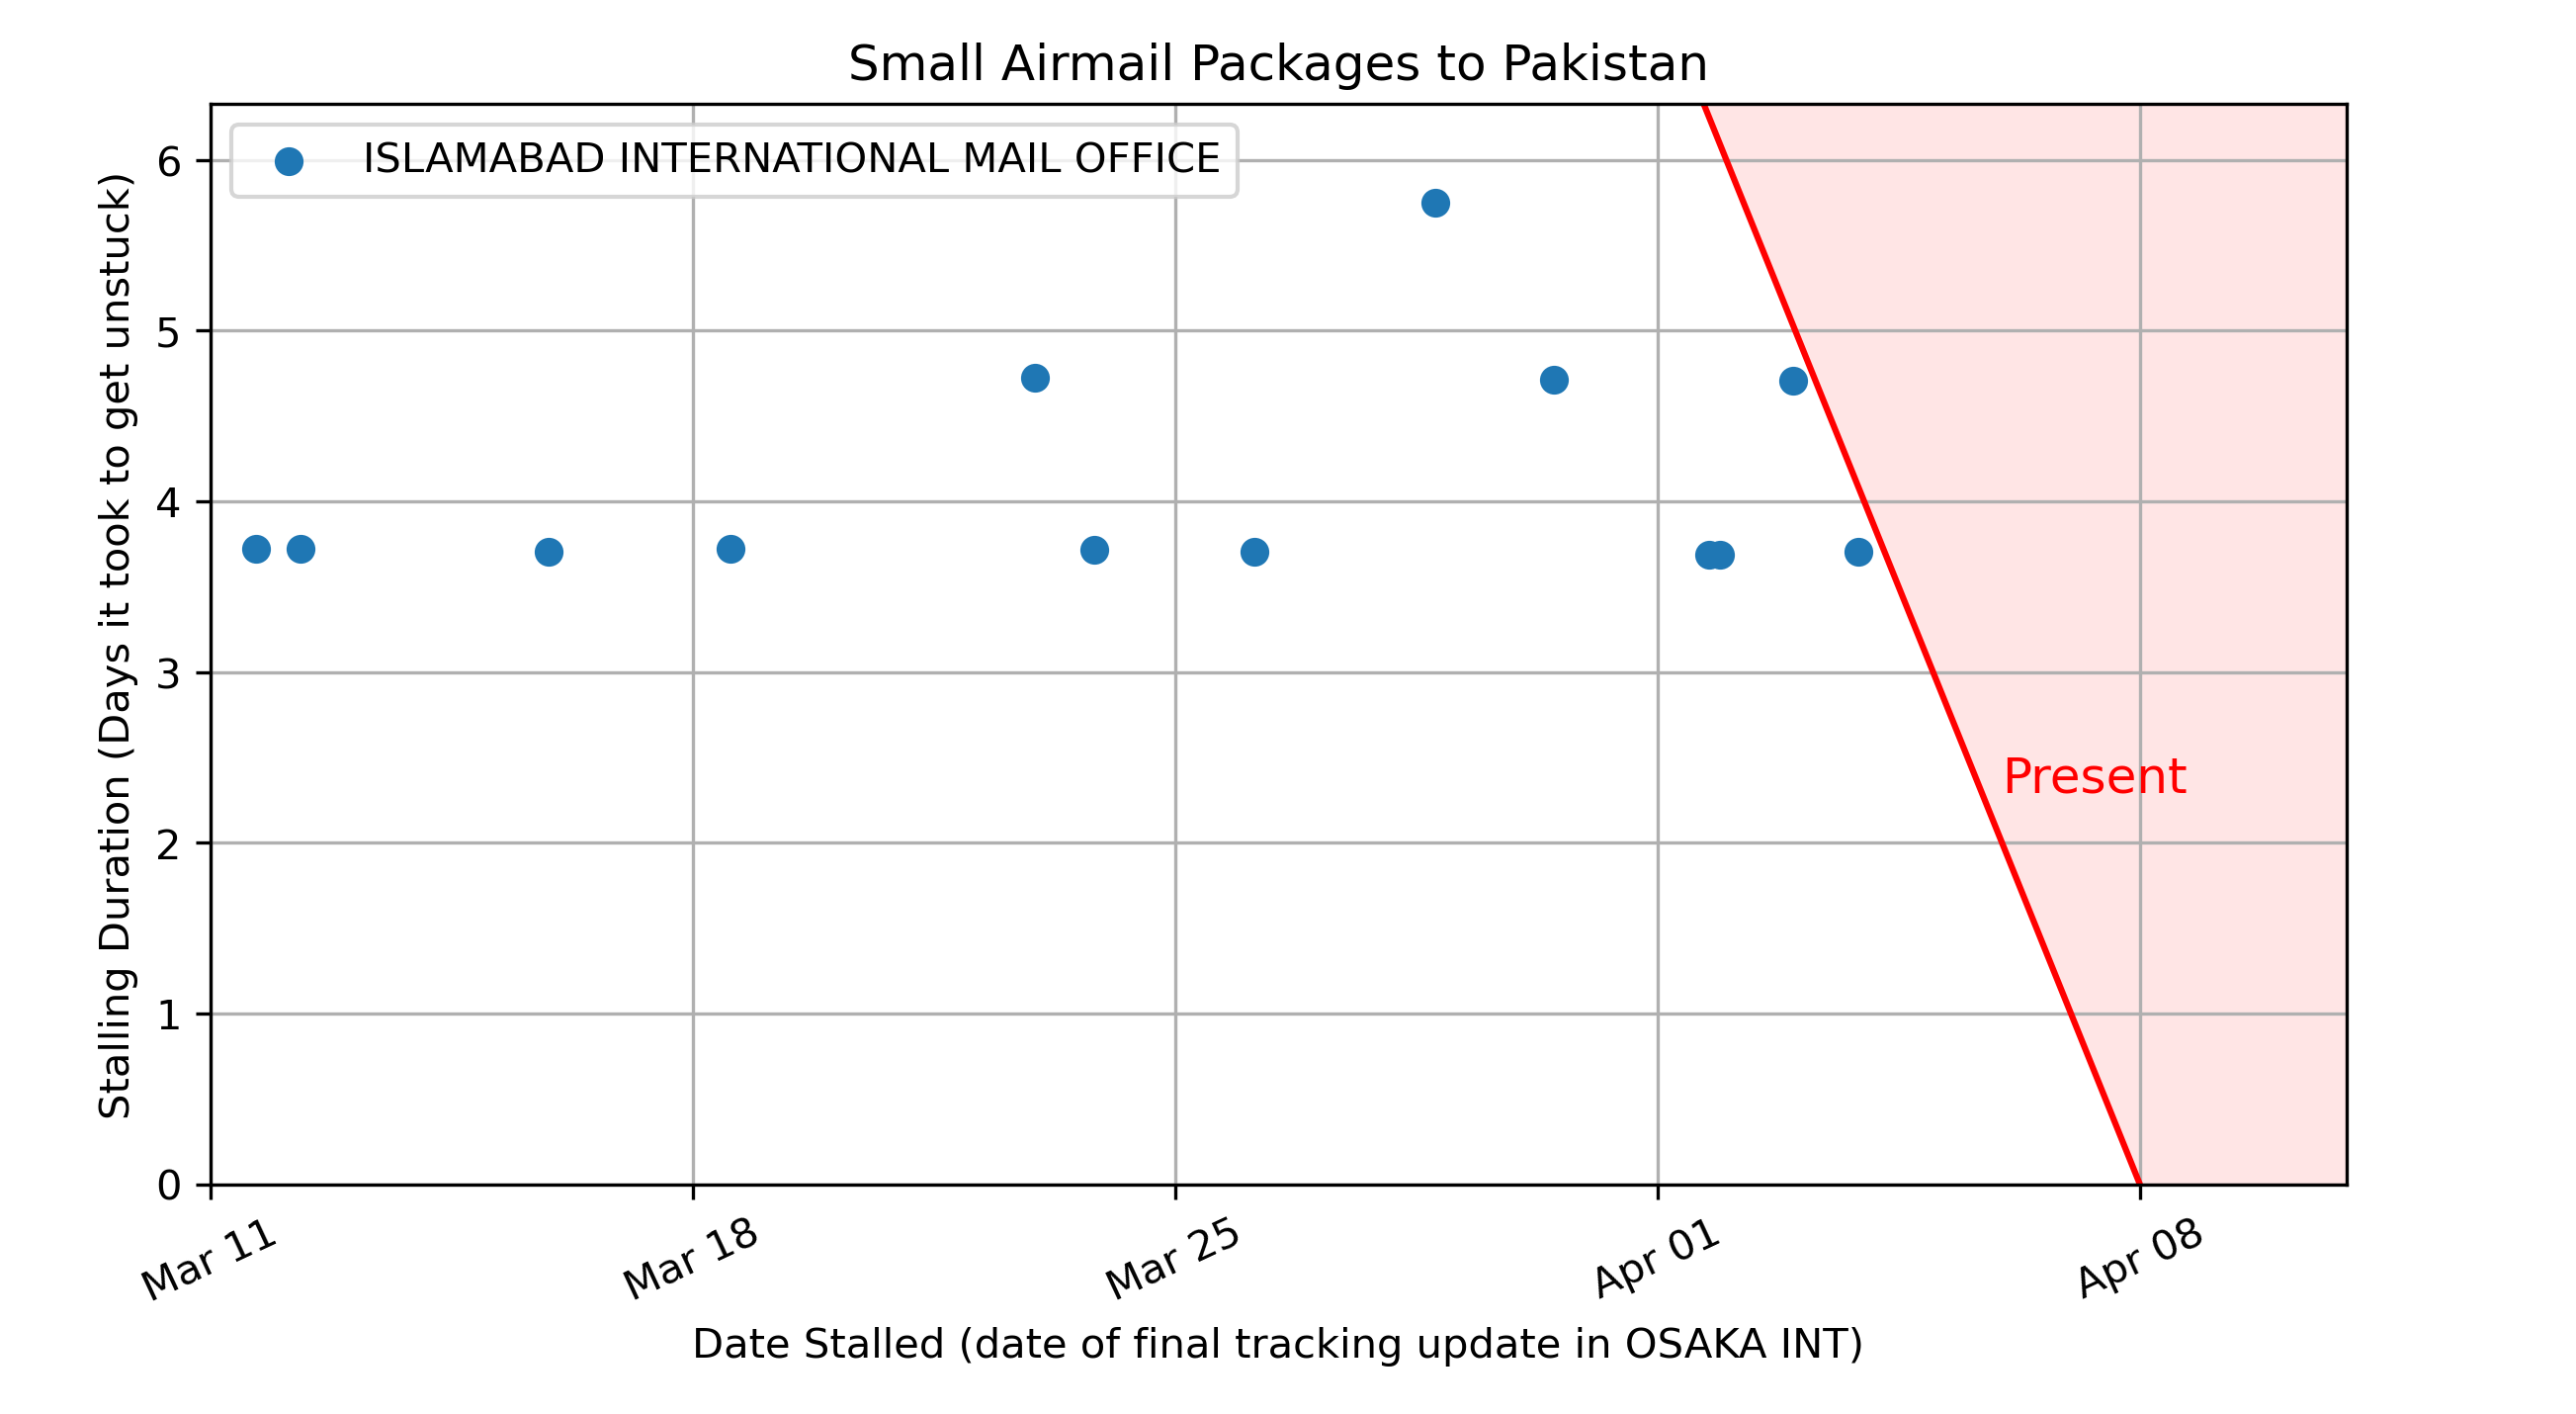 Small Airmail Packages to Pakistan
ISLAMABAD INTERNATIONAL MAIL OFFICE
Stalling Duration (Days it took to get unstuck)
6
5
4
3
2
1
0
Present
Mar 11
Mar 18
Mar 25
Apr 01
Apr 08
Date Stalled (date of final tracking update in OSAKA INT)